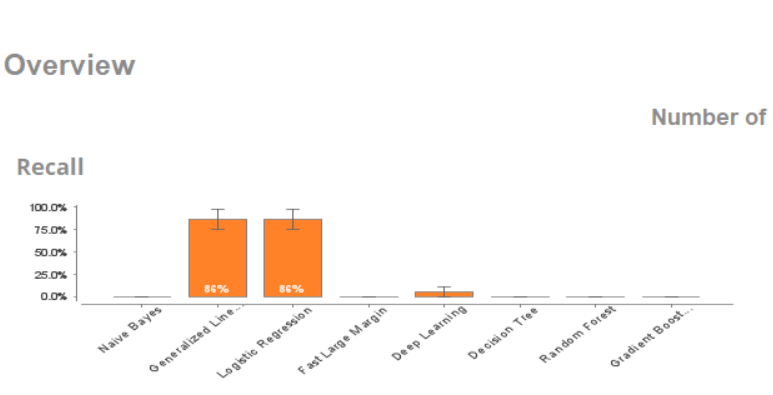 Overview
Number of
Recall
100.0%
75.0%
50.0%
25.0%
0.0%
86%
86%
Naive Bayes
Generalized Line...
Logistic Regression
Fast Large Margin
Deep Learning
Decision Tree
Random Forest
Gradient Boost...